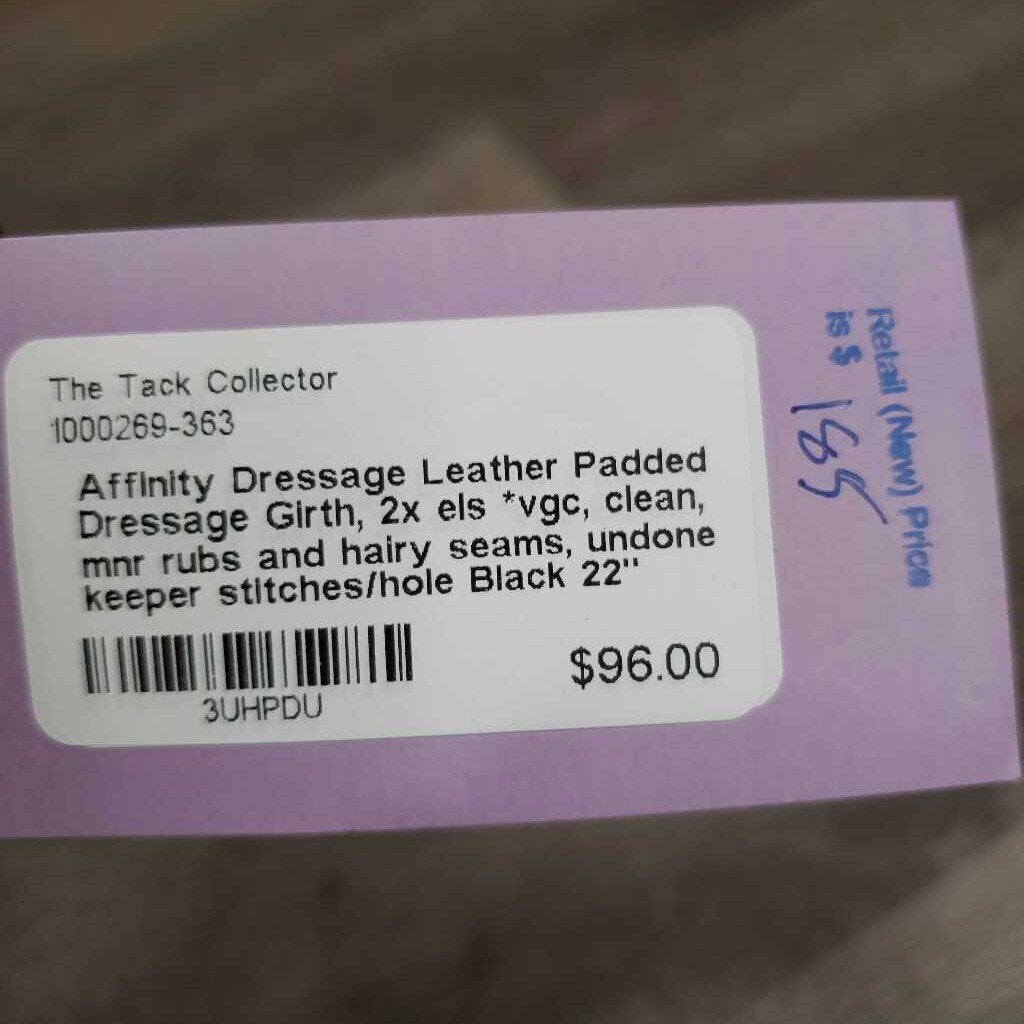 The Tack Collector
1000269-363
Affinity Dressage Leather Padded
Dressage Girth, 2x els *vgc, clean,
mnr rubs and hairy seams, undone
keeper stitches/hole Black 22"
$96.00
3UHPDU
Retail (New) Price
is $ 185